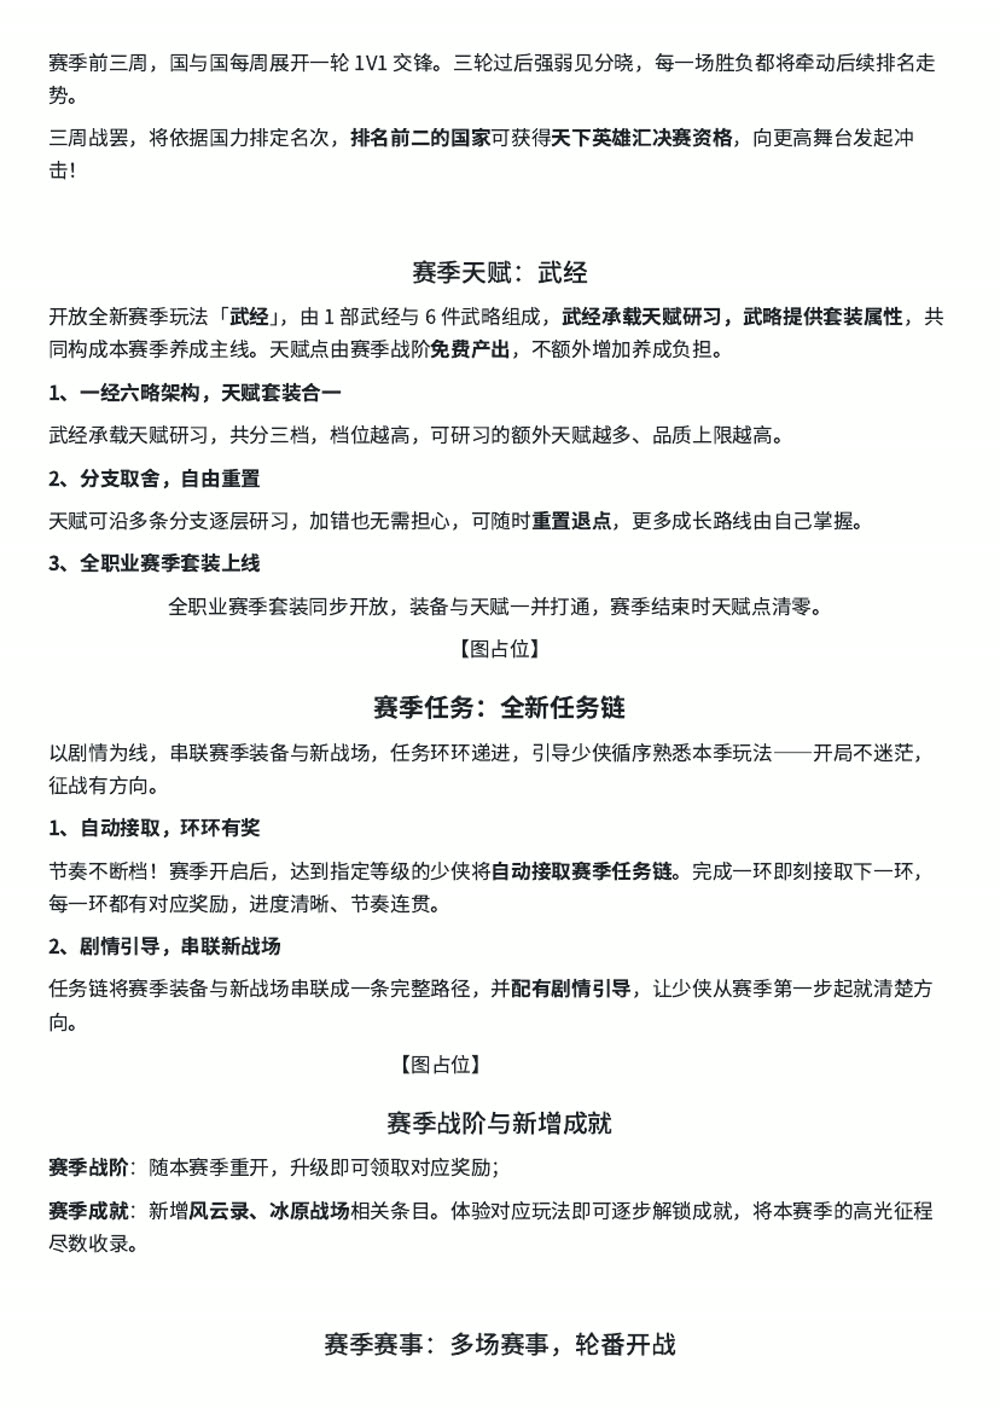 赛季前三周，国与国每周展开一轮 1V1 交锋。三轮过后强弱见分晓，每一场胜负都将牵动后续排名走
势。
三周战罢，将依据国力排定名次，排名前二的国家可获得天下英雄汇决赛资格，向更高舞台发起冲
击！
赛季天赋：武经
开放全新赛季玩法「武经」，由 1 部武经与 6 件武略组成，武经承载天赋研习，武略提供套装属性，共
同构成本赛季养成主线。天赋点由赛季战阶免费产出，不额外增加养成负担。
1、一经六略架构，天赋套装合一
武经承载天赋研习，共分三档，档位越高，可研习的额外天赋越多、品质上限越高。
2、分支取舍，自由重置
天赋可沿多条分支逐层研习，加错也无需担心，可随时重置退点，更多成长路线由自己掌握。
3、全职业赛季套装上线
全职业赛季套装同步开放，装备与天赋一并打通，赛季结束时天赋点清零。
【图占位】
赛季任务：全新任务链
以剧情为线，串联赛季装备与新战场，任务环环递进，引导少侠循序熟悉本季玩法——开局不迷茫，
征战有方向。
1、自动接取，环环有奖
节奏不断档！赛季开启后，达到指定等级的少侠将自动接取赛季任务链。完成一环即刻接取下一环，
每一环都有对应奖励，进度清晰、节奏连贯。
2、剧情引导，串联新战场
任务链将赛季装备与新战场串联成一条完整路径，并配有剧情引导，让少侠从赛季第一步起就清楚方
向。
【图占位】
赛季战阶与新增成就
赛季战阶：随本赛季重开，升级即可领取对应奖励；
赛季成就：新增风云录、冰原战场相关条目。体验对应玩法即可逐步解锁成就，将本赛季的高光征程
尽数收录。
赛季赛事：多场赛事，轮番开战